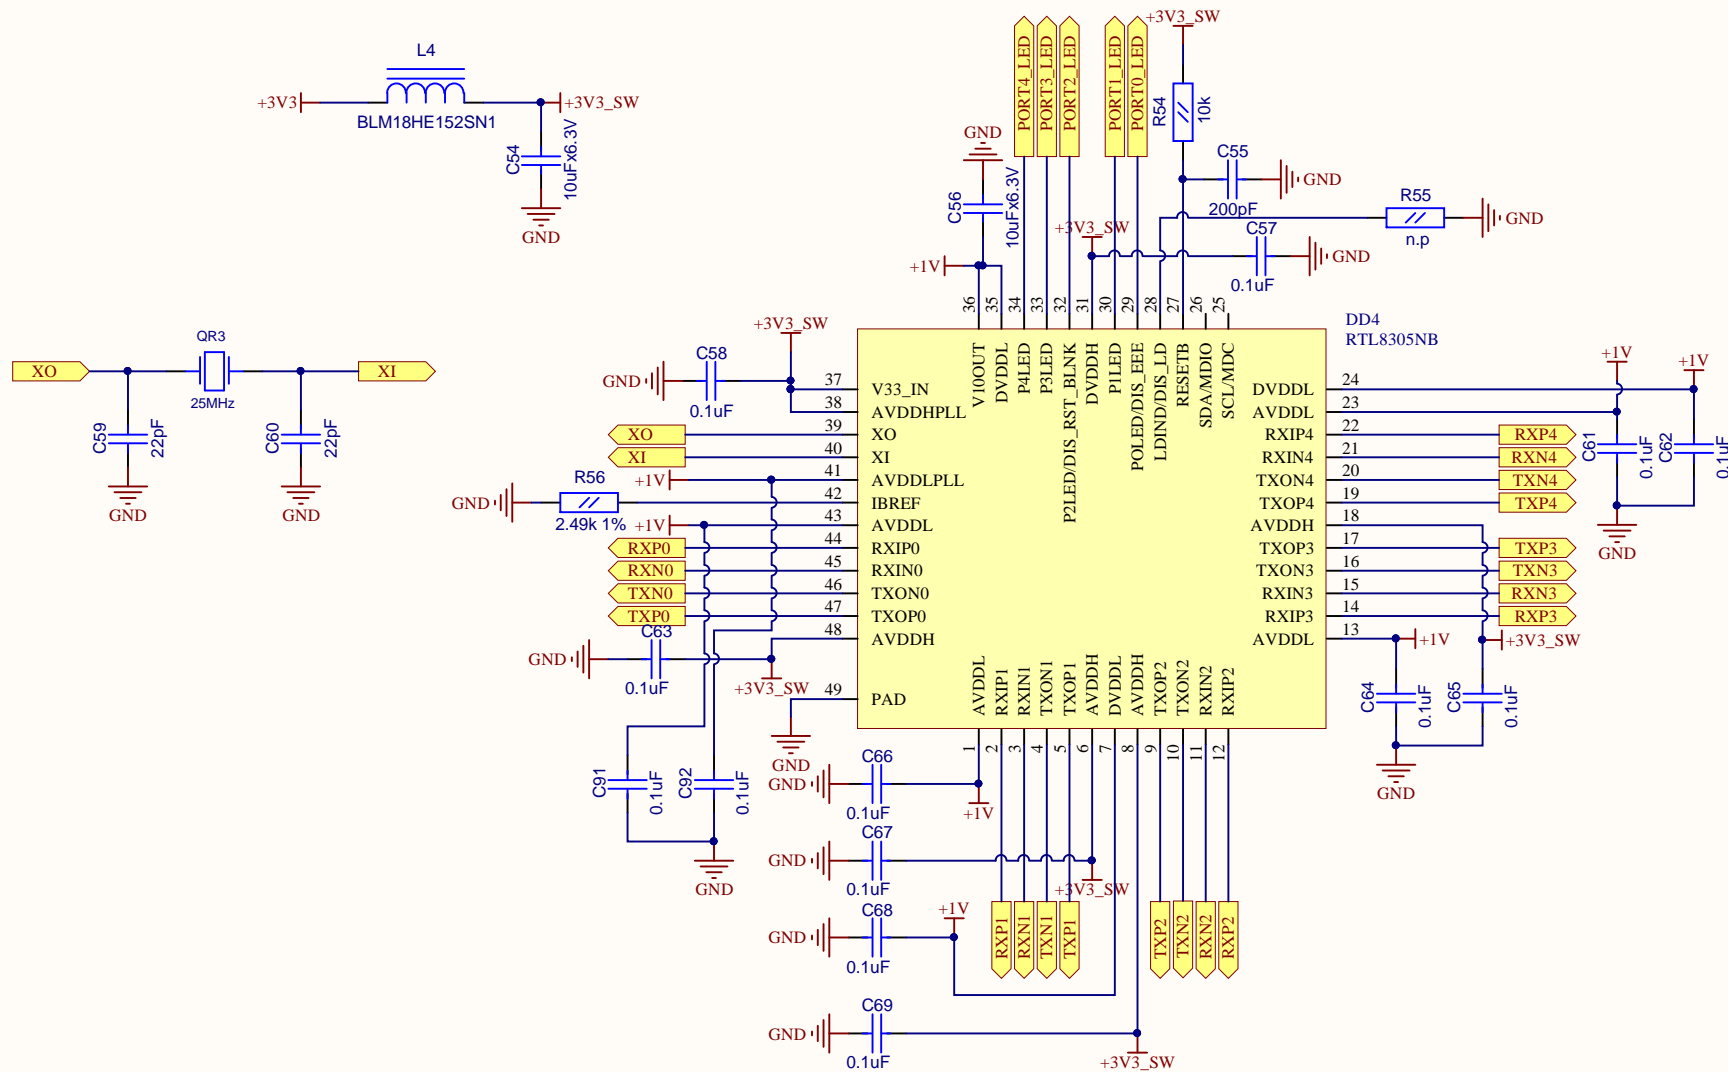 L4
+3V3
+3V3_SW
BLM18HE152SN1
C54
10uFx6.3V
GND
XO
QR3
25MHz
XI
C59
22pF
GND
C60
22pF
GND
PORT4_LED
PORT3_LED
PORT2_LED
PORT1_LED
PORT0_LED
+3V3_SW
R54
10k
GND
C56
10uFx6.3V
+1V
C55
200pF
GND
R55
n.p
GND
+3V3_SW
C57
0.1uF
GND
DD4
RTL8305NB
36
35
34
33
32
31
30
29
28
27
26
25
V10OUT
DVDDL
P4LED
P3LED
P2LED/DIS_RST_BLNK
DVDDH
P1LED
POLED/DIS_EEE
LDIND/DIS_LD
RESETB
SDA/MDIO
SCL/MDC
+3V3_SW
GND
C58
0.1uF
37 V33_IN
38 AVDDHPLL
XO 39 XO
XI 40 XI
+1V 41 AVDDLPLL
GND
R56
2.49k 1%
42 IBREF
+1V 43 AVDDL
RXP0 44 RXIP0
RXN0 45 RXIN0
TXN0 46 TXON0
TXP0 47 TXOP0
48 AVDDH
GND
C63
0.1uF
+3V3_SW
49 PAD
GND
C91
0.1uF
C92
0.1uF
GND
DVDDL 24
AVDDL 23
RXIP4 22 RXP4
RXIN4 21 RXN4
TXON4 20 TXN4
TXOP4 19 TXP4
AVDDH 18
TXOP3 17 TXP3
TXON3 16 TXN3
RXIN3 15 RXN3
RXIP3 14 RXP3
AVDDL 13
+1V
+1V
C61
0.1uF
C62
0.1uF
GND
+1V
+3V3_SW
C64
0.1uF
C65
0.1uF
GND
AVDDL
RXIP1
RXIN1
TXON1
TXOP1
AVDDH
DVDDL
AVDDH
TXOP2
TXON2
RXIN2
RXIP2
1
2
3
4
5
6
7
8
9
10
11
12
GND
C66
0.1uF
+1V
GND
C67
0.1uF
+3V3_SW
GND
C68
0.1uF
+1V
RXP1
RXN1
TXN1
TXP1
TXP2
TXN2
RXN2
RXP2
GND
C69
0.1uF
+3V3_SW